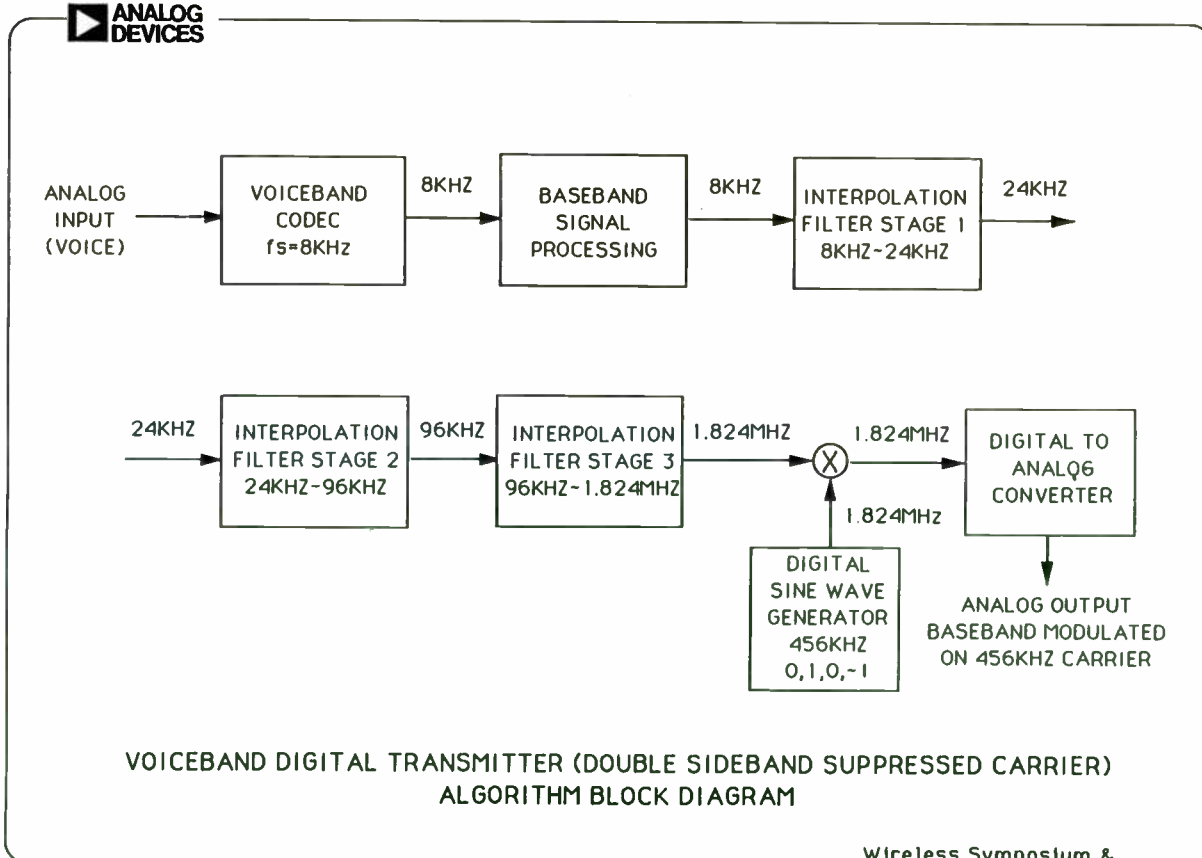 ANALOG
DEVICES
ANALOG
INPUT
(VOICE)
VOICEBAND
CODEC
fs=8KHz
8KHZ
BASEBAND
SIGNAL
PROCESSING
8KHZ
INTERPOLATION
FILTER STAGE 1
8KHZ-24KHZ
24KHZ
24KHZ
INTERPOLATION
FILTER STAGE 2
24KHZ-96KHZ
96KHZ
INTERPOLATION
FILTER STAGE 3
96KHZ-1.824MHZ
1.824MHZ
X
1.824MHZ
1.824MHZ
DIGITAL
SINE WAVE
GENERATOR
456KHZ
0,1,0,-1
DIGITAL TO
ANALOG
CONVERTER
ANALOG OUTPUT
BASEBAND MODULATED
ON 456KHZ CARRIER
VOICEBAND DIGITAL TRANSMITTER (DOUBLE SIDEBAND SUPPRESSED CARRIER)
ALGORITHM BLOCK DIAGRAM
Wireless Symposium &